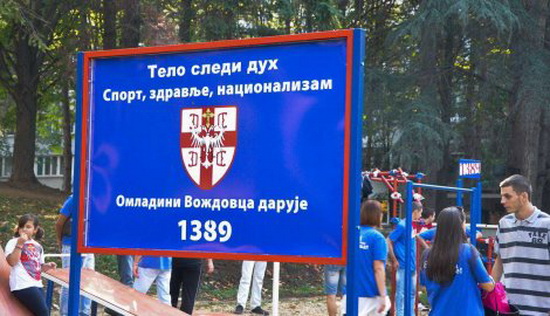 Тело следи дух
Спорт, здравље, национализам
Омладини Вождовца дарује
1389